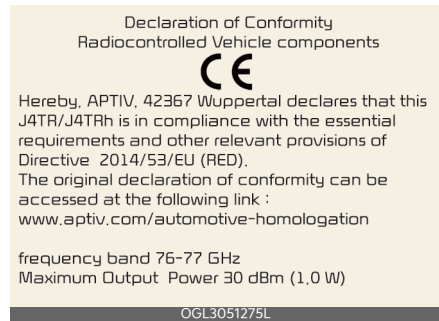 Declaration of Conformity
Radiocontrolled Vehicle components
CE
Hereby, APTIV, 42367 Wuppertal declares that this
J4TR/J4TRh is in compliance with the essential
requirements and other relevant provisions of
Directive 2014/53/EU (RED).
The original declaration of conformity can be
accessed at the following link :
www.aptiv.com/automotive-homologation
frequency band 76-77 GHz
Maximum Output Power 30 dBm (1,0 W)
OGL3051275L